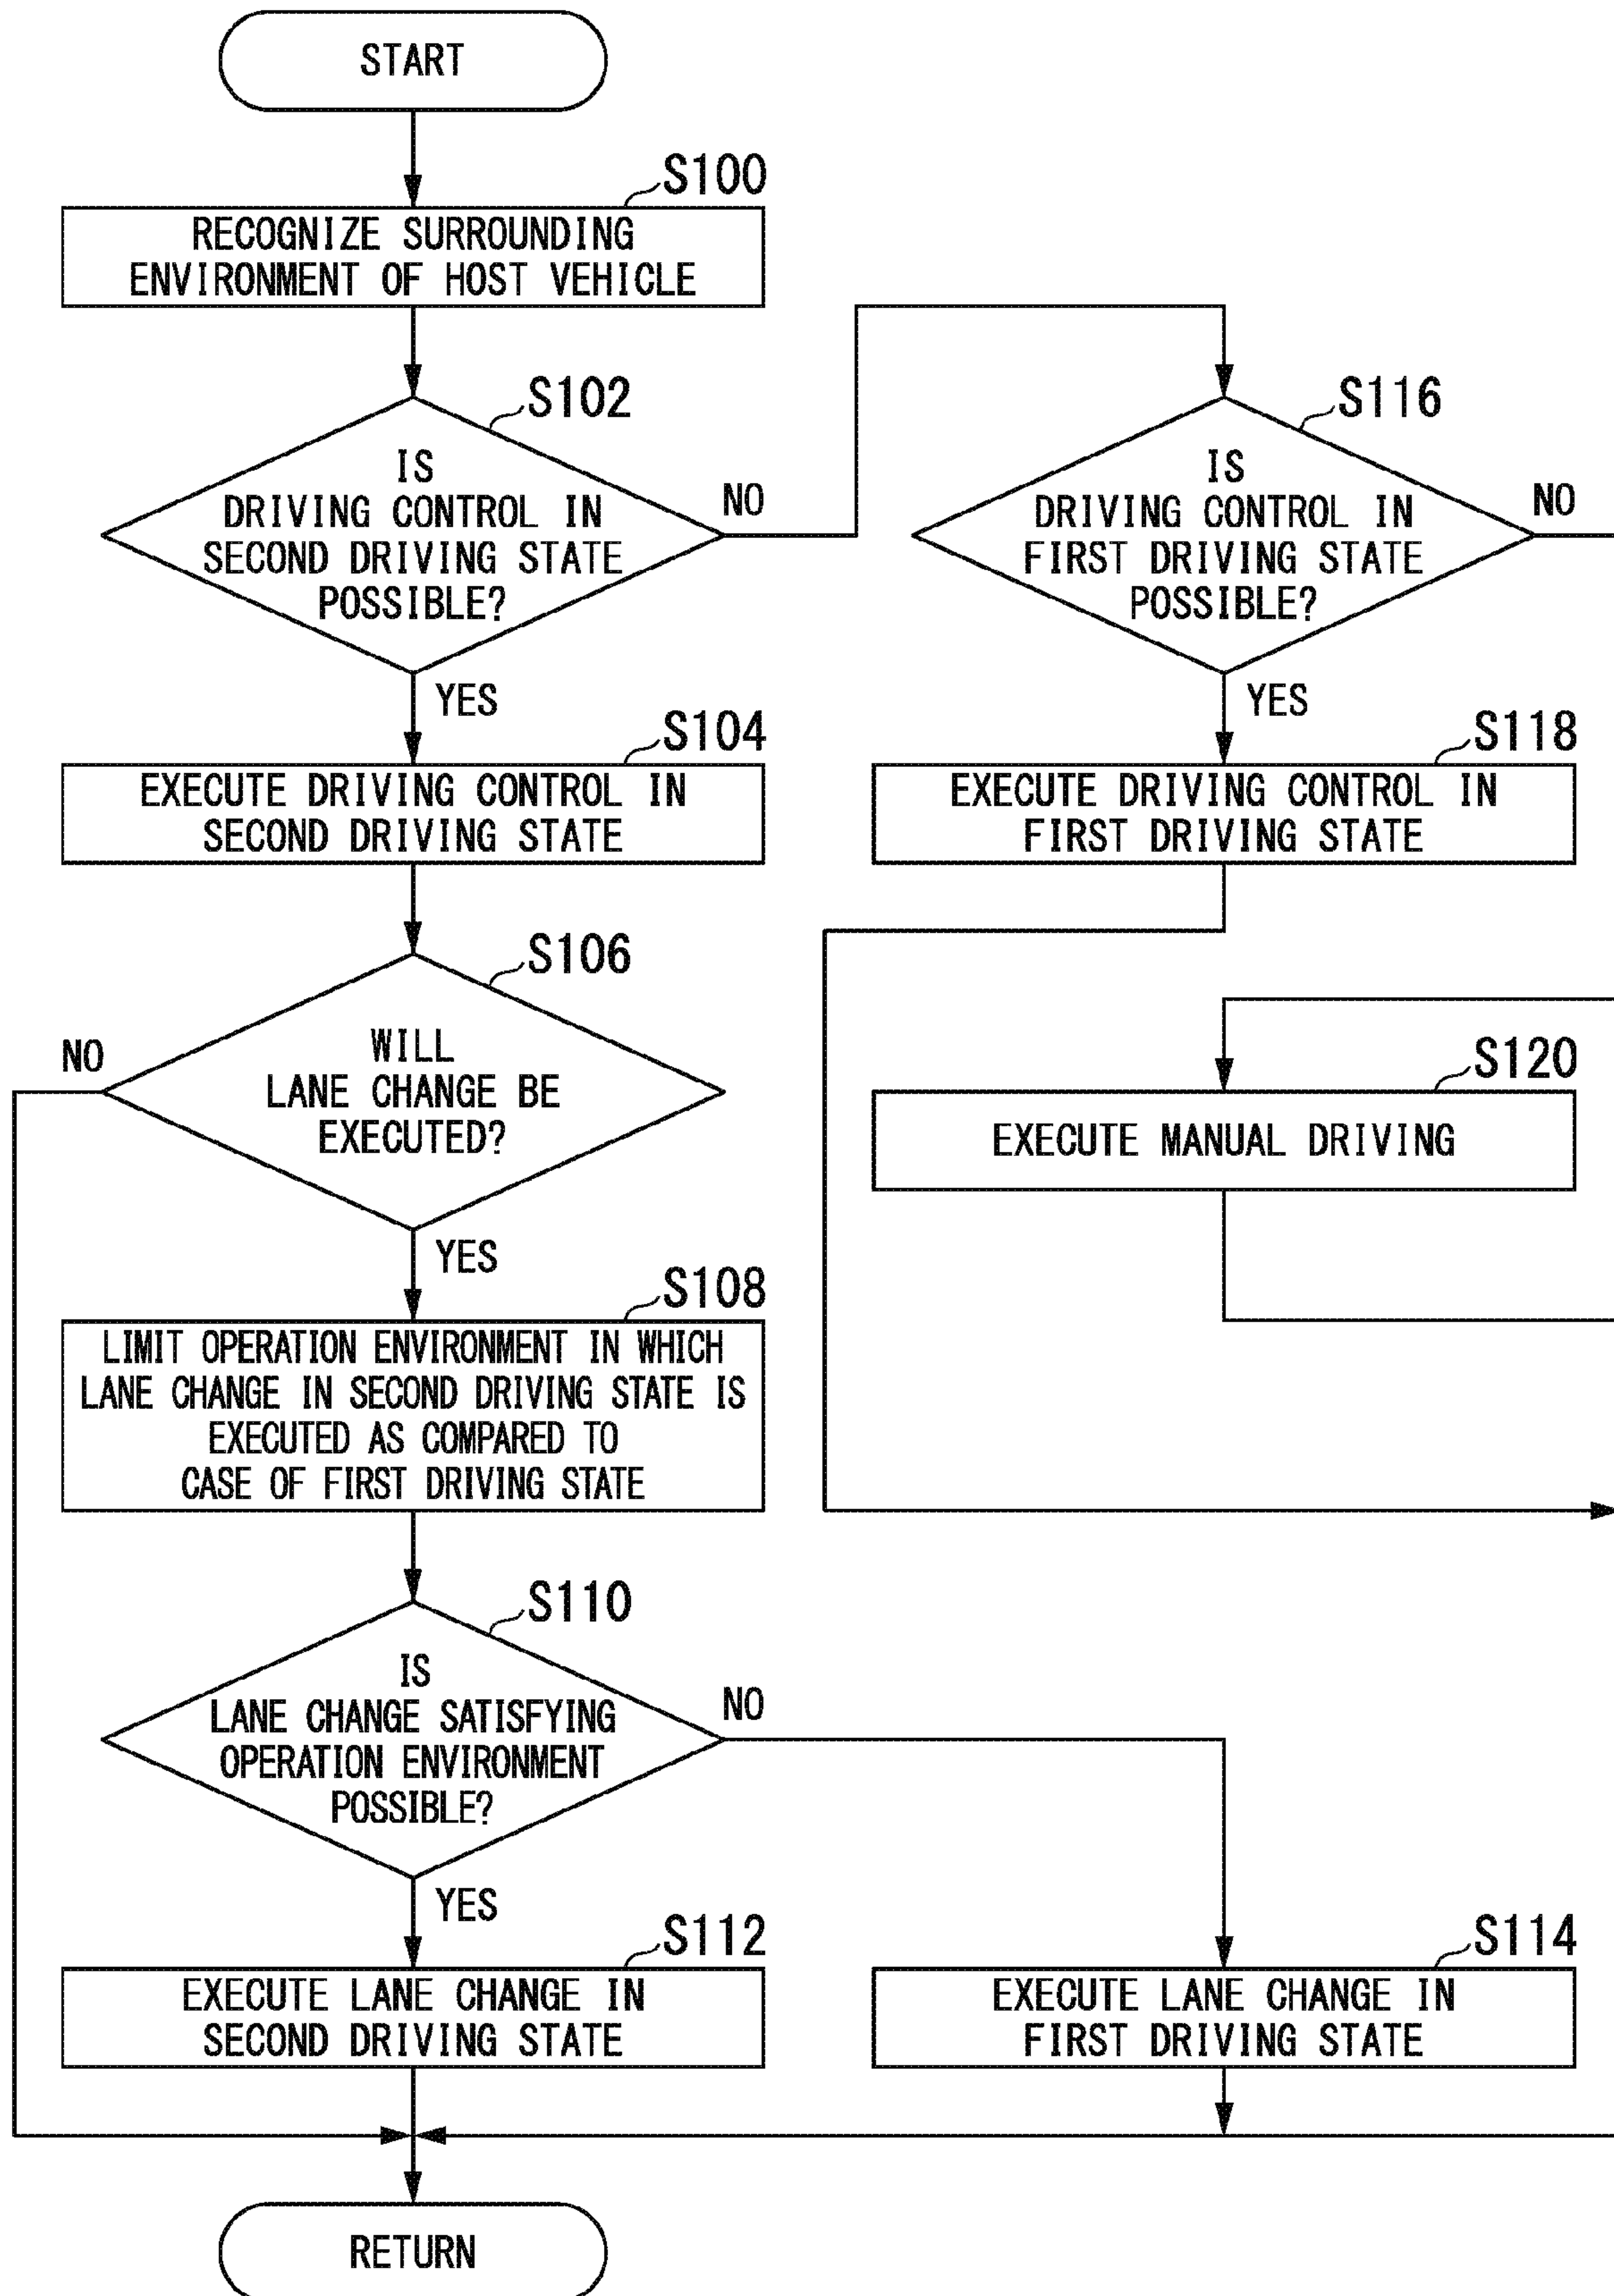 START
S100
RECOGNIZE SURROUNDING
ENVIRONMENT OF HOST VEHICLE
S102
IS
DRIVING CONTROL IN
SECOND DRIVING STATE
POSSIBLE?
NO
YES
S116
IS
DRIVING CONTROL IN
FIRST DRIVING STATE
POSSIBLE?
NO
YES
S104
EXECUTE DRIVING CONTROL IN
SECOND DRIVING STATE
S118
EXECUTE DRIVING CONTROL IN
FIRST DRIVING STATE
S106
WILL
LANE CHANGE BE
EXECUTED?
NO
YES
S120
EXECUTE MANUAL DRIVING
S108
LIMIT OPERATION ENVIRONMENT IN WHICH
LANE CHANGE IN SECOND DRIVING STATE IS
EXECUTED AS COMPARED TO
CASE OF FIRST DRIVING STATE
S110
IS
LANE CHANGE SATISFYING
OPERATION ENVIRONMENT
POSSIBLE?
NO
YES
S112
EXECUTE LANE CHANGE IN
SECOND DRIVING STATE
S114
EXECUTE LANE CHANGE IN
FIRST DRIVING STATE
RETURN